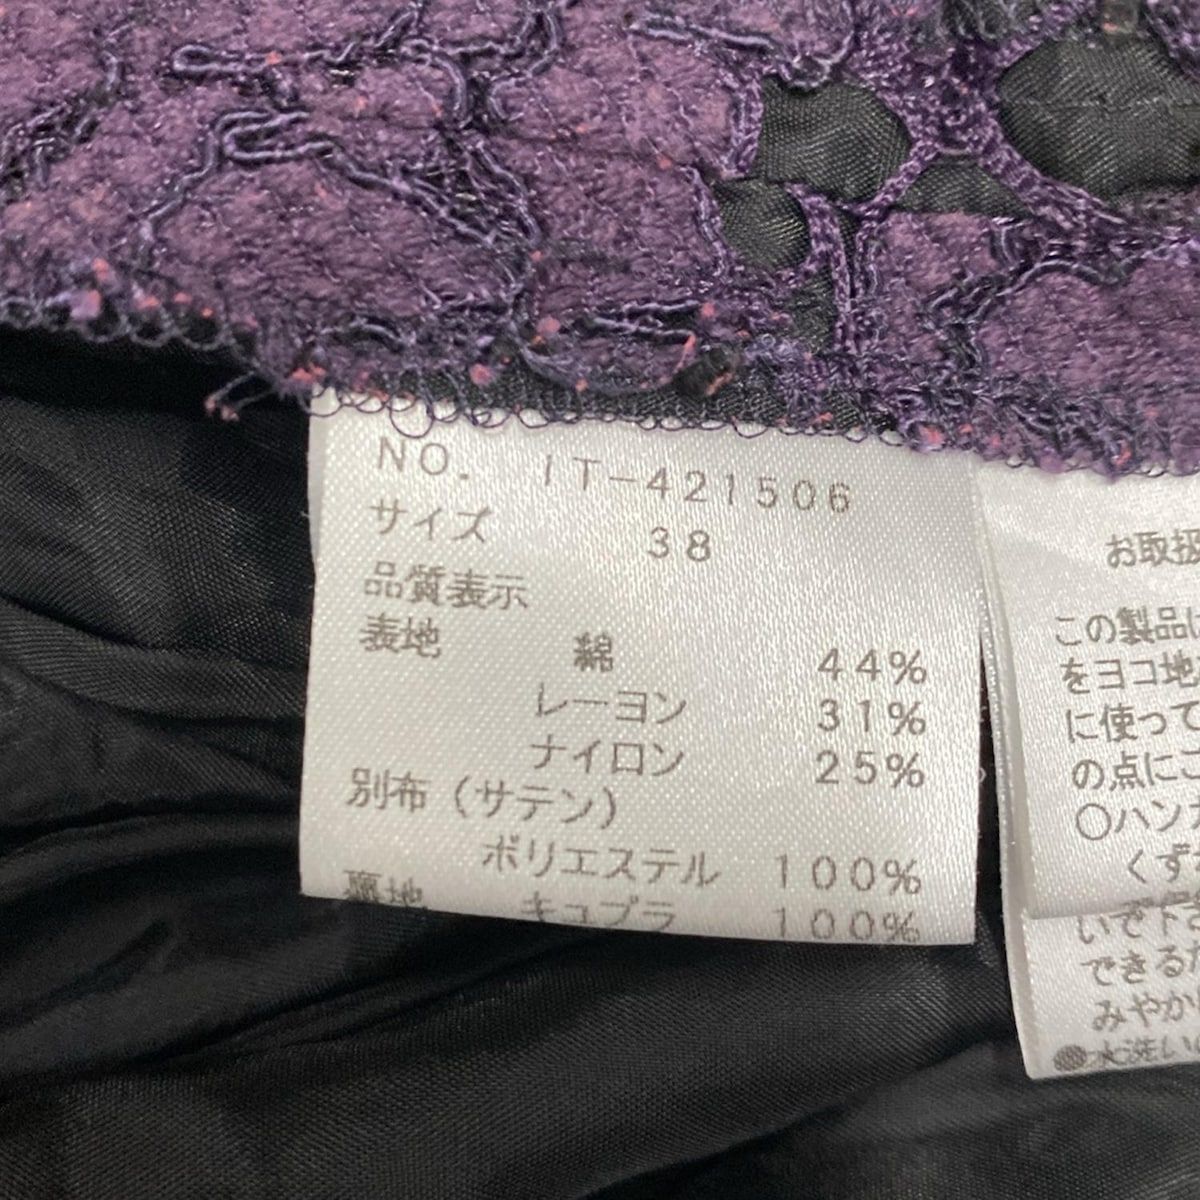 NO. IT-421506
サイズ 38
品質表示
表地 綿 44%
レーヨン 31%
ナイロン 25%
別布(サテン)
ポリエステル 100%
裏地 キュプラ 100%
お取扱
この製品に
をヨコ地
に使って
の点にご
○ハンガ
くず
できるだ
みやか
●水洗い